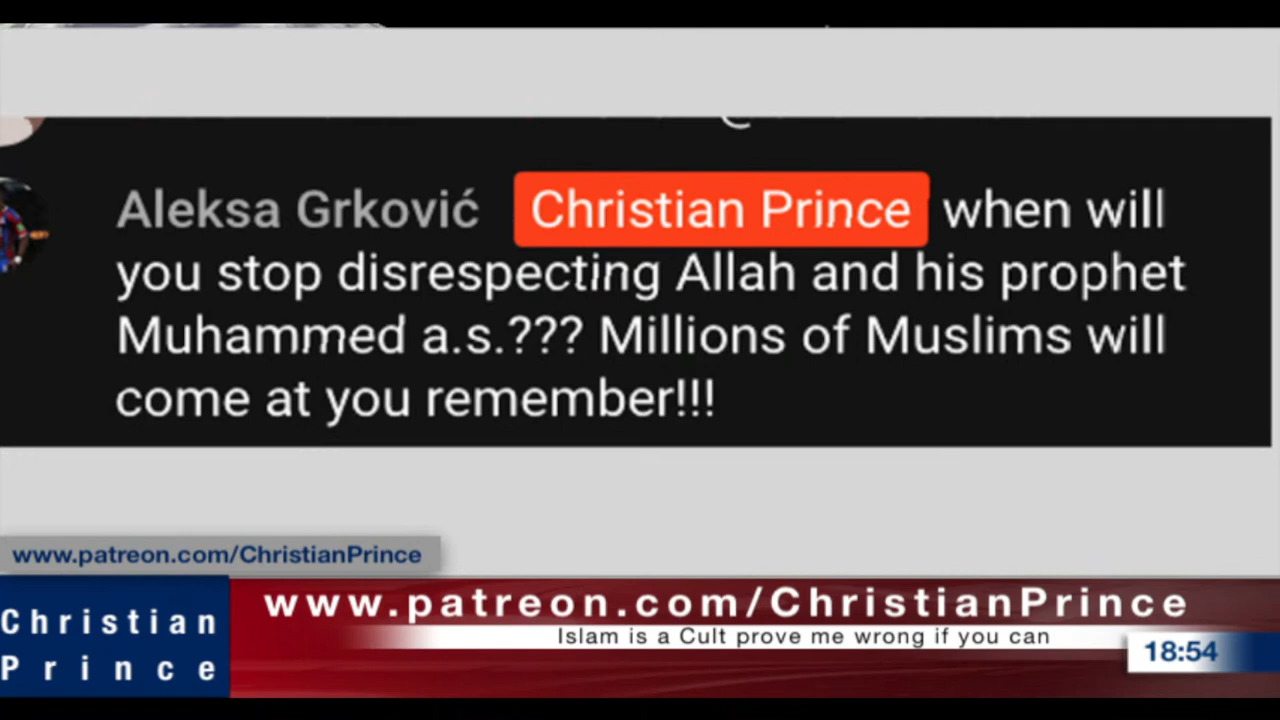 Aleksa Grković Christian Prince when will
you stop disrespecting Allah and his prophet
Muhammed a.s.??? Millions of Muslims will
come at you remember!!!
www.patreon.com/ChristianPrince
Christian
Prince
www.patreon.com/ChristianPrince
Islam is a Cult prove me wrong if you can
18:54